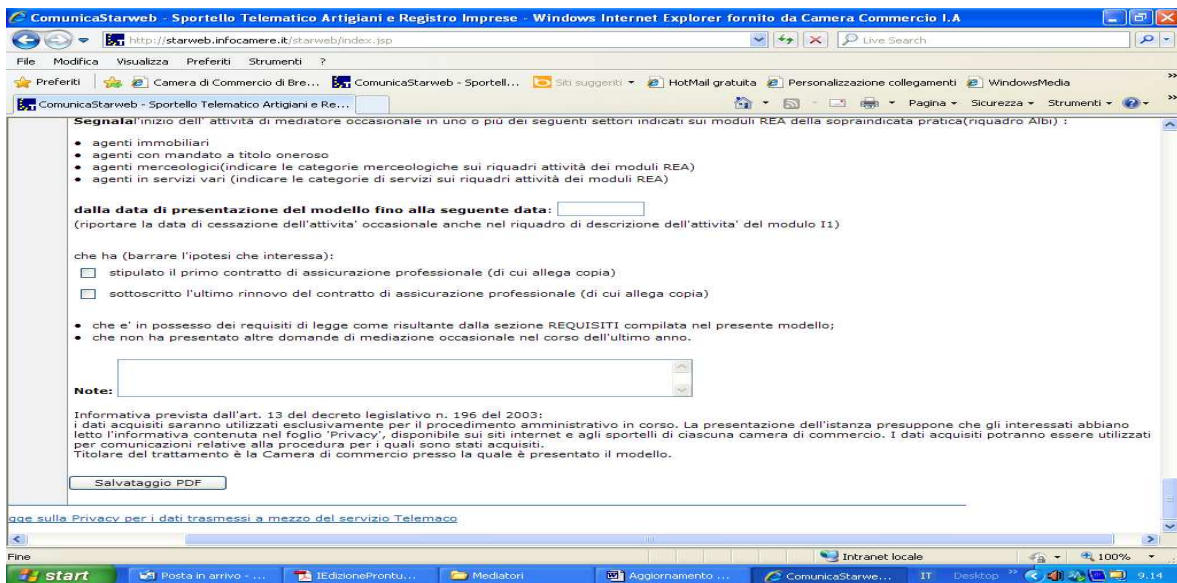 ComunicaStarweb - Sportello Telematico Artigiani e Registro Imprese - Windows Internet Explorer fornito da Camera Commercio I.A
http://starweb.infocamere.it/starweb/index.jsp
Live Search
File Modifica Visualizza Preferiti Strumenti ?
Preferiti Camera di Commercio di Bre... ComunicaStarweb - Sportell... Siti suggeriti HotMail gratuita Personalizzazione collegamenti WindowsMedia
ComunicaStarweb - Sportello Telematico Artigiani e Re... Pagina Sicurezza Strumenti
Segnala l'inizio dell' attività di mediatore occasionale in uno o più dei seguenti settori indicati sui moduli REA della sopraindicata pratica(riquadro Albi) :
• agenti immobiliari
• agenti con mandato a titolo oneroso
• agenti merceologici(indicare le categorie merceologiche sui riquadri attività dei moduli REA)
• agenti in servizi vari (indicare le categorie di servizi sui riquadri attività dei moduli REA)
dalla data di presentazione del modello fino alla seguente data:
(riportare la data di cessazione dell'attivita' occasionale anche nel riquadro di descrizione dell'attivita' del modulo I1)
che ha (barrare l'ipotesi che interessa):
stipulato il primo contratto di assicurazione professionale (di cui allega copia)
sottoscritto l'ultimo rinnovo del contratto di assicurazione professionale (di cui allega copia)
• che e' in possesso dei requisiti di legge come risultante dalla sezione REQUISITI compilata nel presente modello;
• che non ha presentato altre domande di mediazione occasionale nel corso dell'ultimo anno.
Note:
Informativa prevista dall'art. 13 del decreto legislativo n. 196 del 2003:
i dati acquisiti saranno utilizzati esclusivamente per il procedimento amministrativo in corso. La presentazione dell'istanza presuppone che gli interessati abbiano
letto l'informativa contenuta nel foglio 'Privacy', disponibile sui siti internet e agli sportelli di ciascuna camera di commercio. I dati acquisiti potranno essere utilizzati
per comunicazioni relative alla procedura per i quali sono stati acquisiti.
Titolare del trattamento è la Camera di commercio presso la quale è presentato il modello.
Salvataggio PDF
gge sulla Privacy per i dati trasmessi a mezzo del servizio Telemaco
Fine Intranet locale 100%
start Posta in arrivo - ... IEdizioneProntu... Mediatori Aggiornamento ... ComunicaStarwe... IT Desktop 9.14